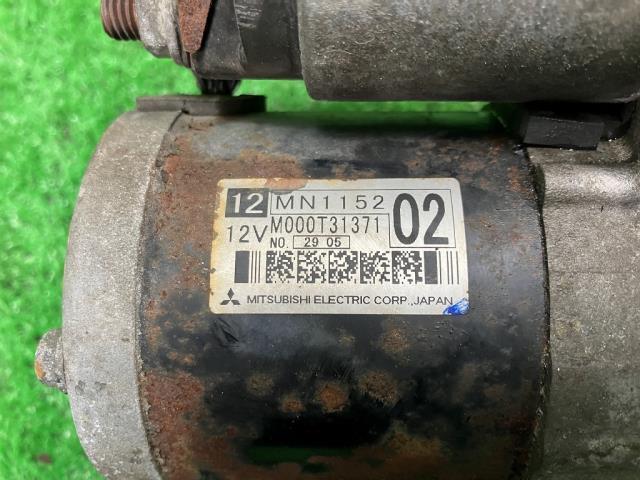 12 MN1152 02
12V M000T31371
NO. 29 05
MITSUBISHI ELECTRIC CORP.,JAPAN